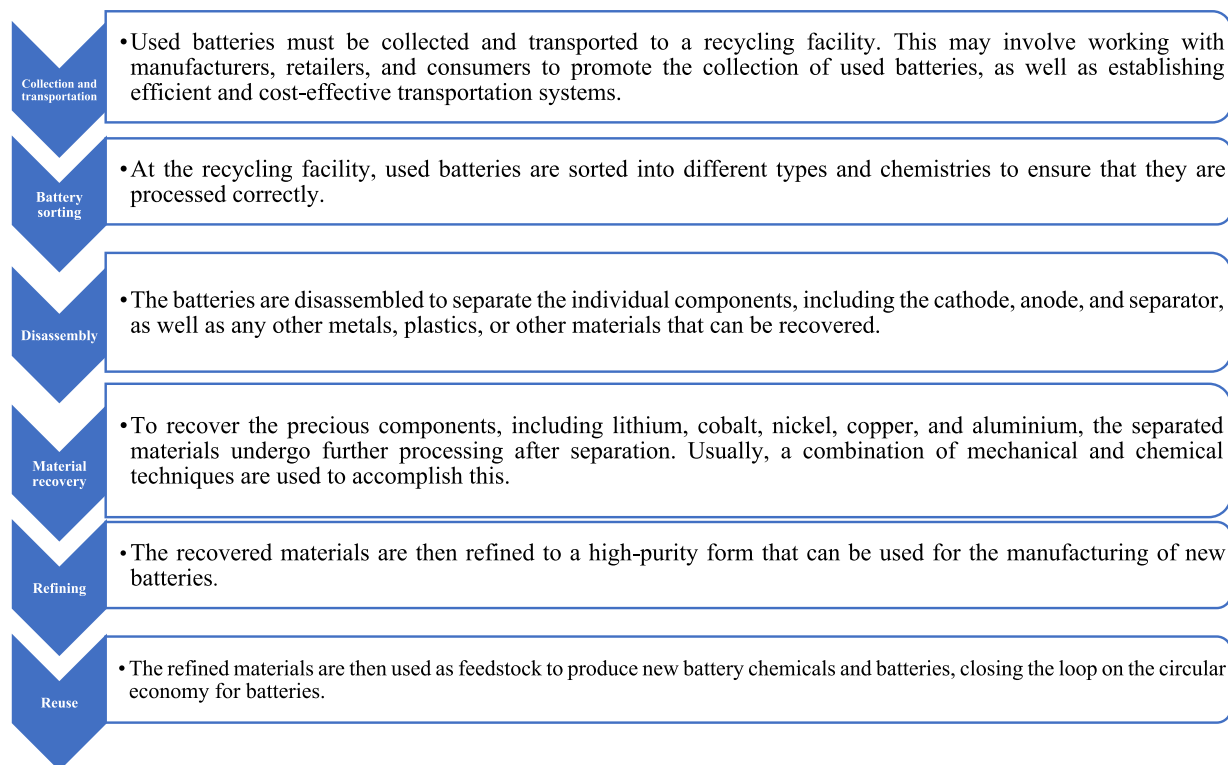 Collection and
transportation
•Used batteries must be collected and transported to a recycling facility. This may involve working with
manufacturers, retailers, and consumers to promote the collection of used batteries, as well as establishing
efficient and cost-effective transportation systems.
Battery
sorting
•At the recycling facility, used batteries are sorted into different types and chemistries to ensure that they are
processed correctly.
Disassembly
•The batteries are disassembled to separate the individual components, including the cathode, anode, and separator,
as well as any other metals, plastics, or other materials that can be recovered.
Material
recovery
•To recover the precious components, including lithium, cobalt, nickel, copper, and aluminium, the separated
materials undergo further processing after separation. Usually, a combination of mechanical and chemical
techniques are used to accomplish this.
Refining
•The recovered materials are then refined to a high-purity form that can be used for the manufacturing of new
batteries.
Reuse
•The refined materials are then used as feedstock to produce new battery chemicals and batteries, closing the loop on the circular
economy for batteries.